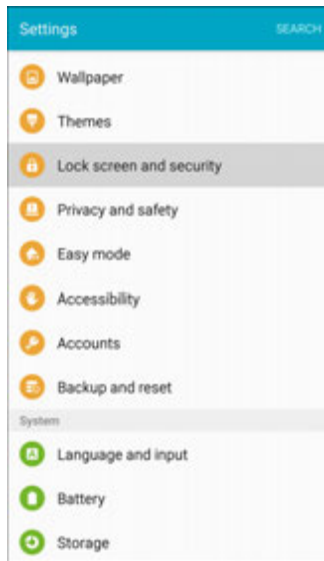 Settings SEARCH
Wallpaper
Themes
Lock screen and security
Privacy and safety
Easy mode
Accessibility
Accounts
Backup and reset
System
Language and input
Battery
Storage